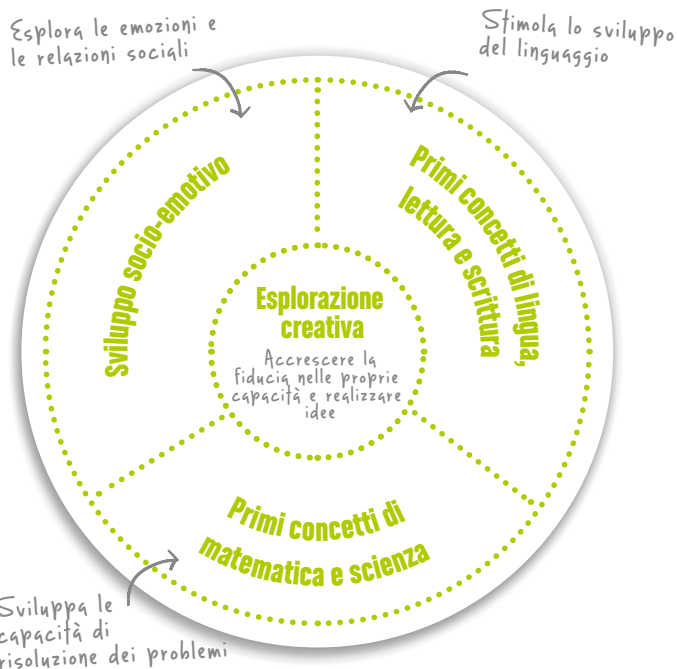 Esplora le emozioni e
le relazioni sociali
Stimola lo sviluppo
del linguaggio
Sviluppo socio-emotivo
Primi concetti di lingua,
lettura e scrittura
Esplorazione
creativa
Accrescere la
fiducia nelle proprie
capacità e realizzare
idee
Primi concetti di
matematica e scienza
Sviluppa le
capacità di
risoluzione dei problemi